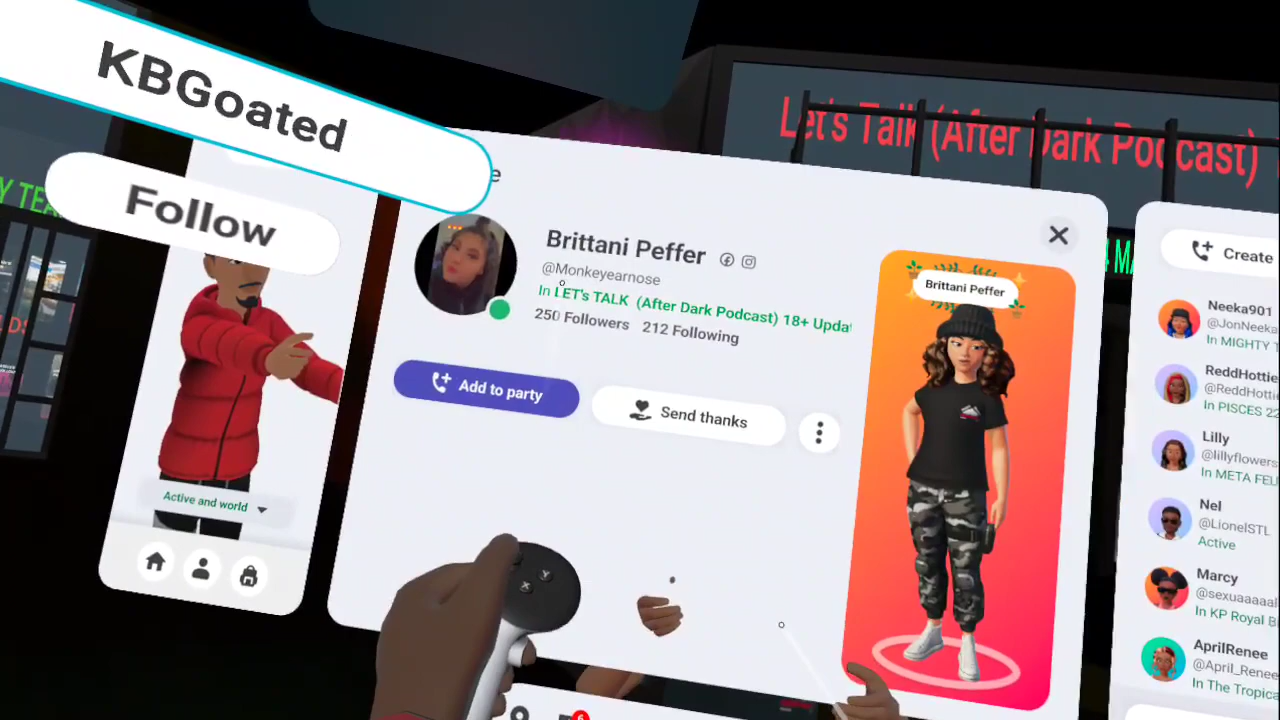 KBGoated
Follow
Let's Talk (After Dark Podcast)
Brittani Peffer
@Monkeyearnose
In LET's TALK (After Dark Podcast) 18+ Updat
250 Followers 212 Following
Add to party
Send thanks
Brittani Peffer
Active and world
Create
Neeka901
@JonNeeka
In MIGHTY T
ReddHottie
@ReddHottie
In PISCES 22
Lilly
@lillyflowers
In META FEU
Nel
@LionelSTL
Active
Marcy
@sexuaaaaal
In KP Royal B
AprilRenee
@April_Renee
In The Tropica
X
Y
6